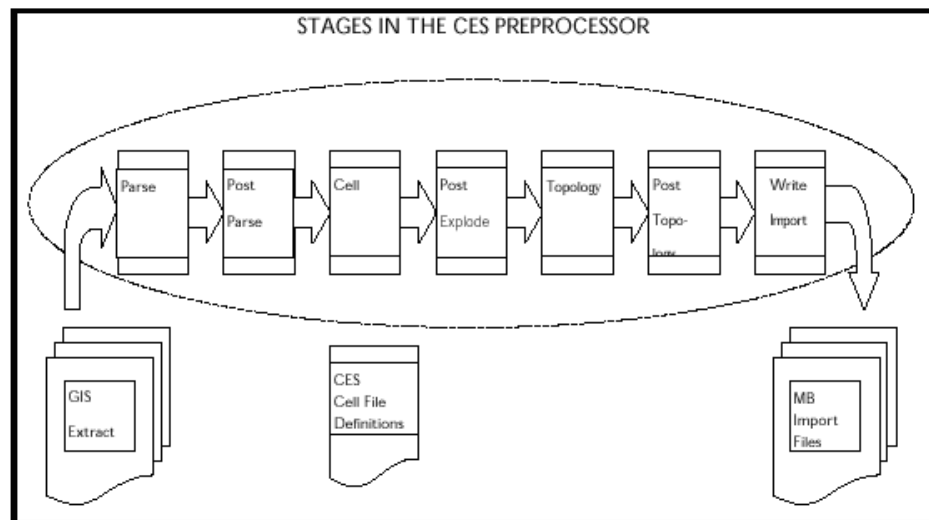 STAGES IN THE CES PREPROCESSOR
Parse
Post
Parse
Cell
Post
Explode
Topology
Post
Topo-
logy
Write
Import
GIS
Extract
CES
Cell File
Definitions
MB
Import
Files